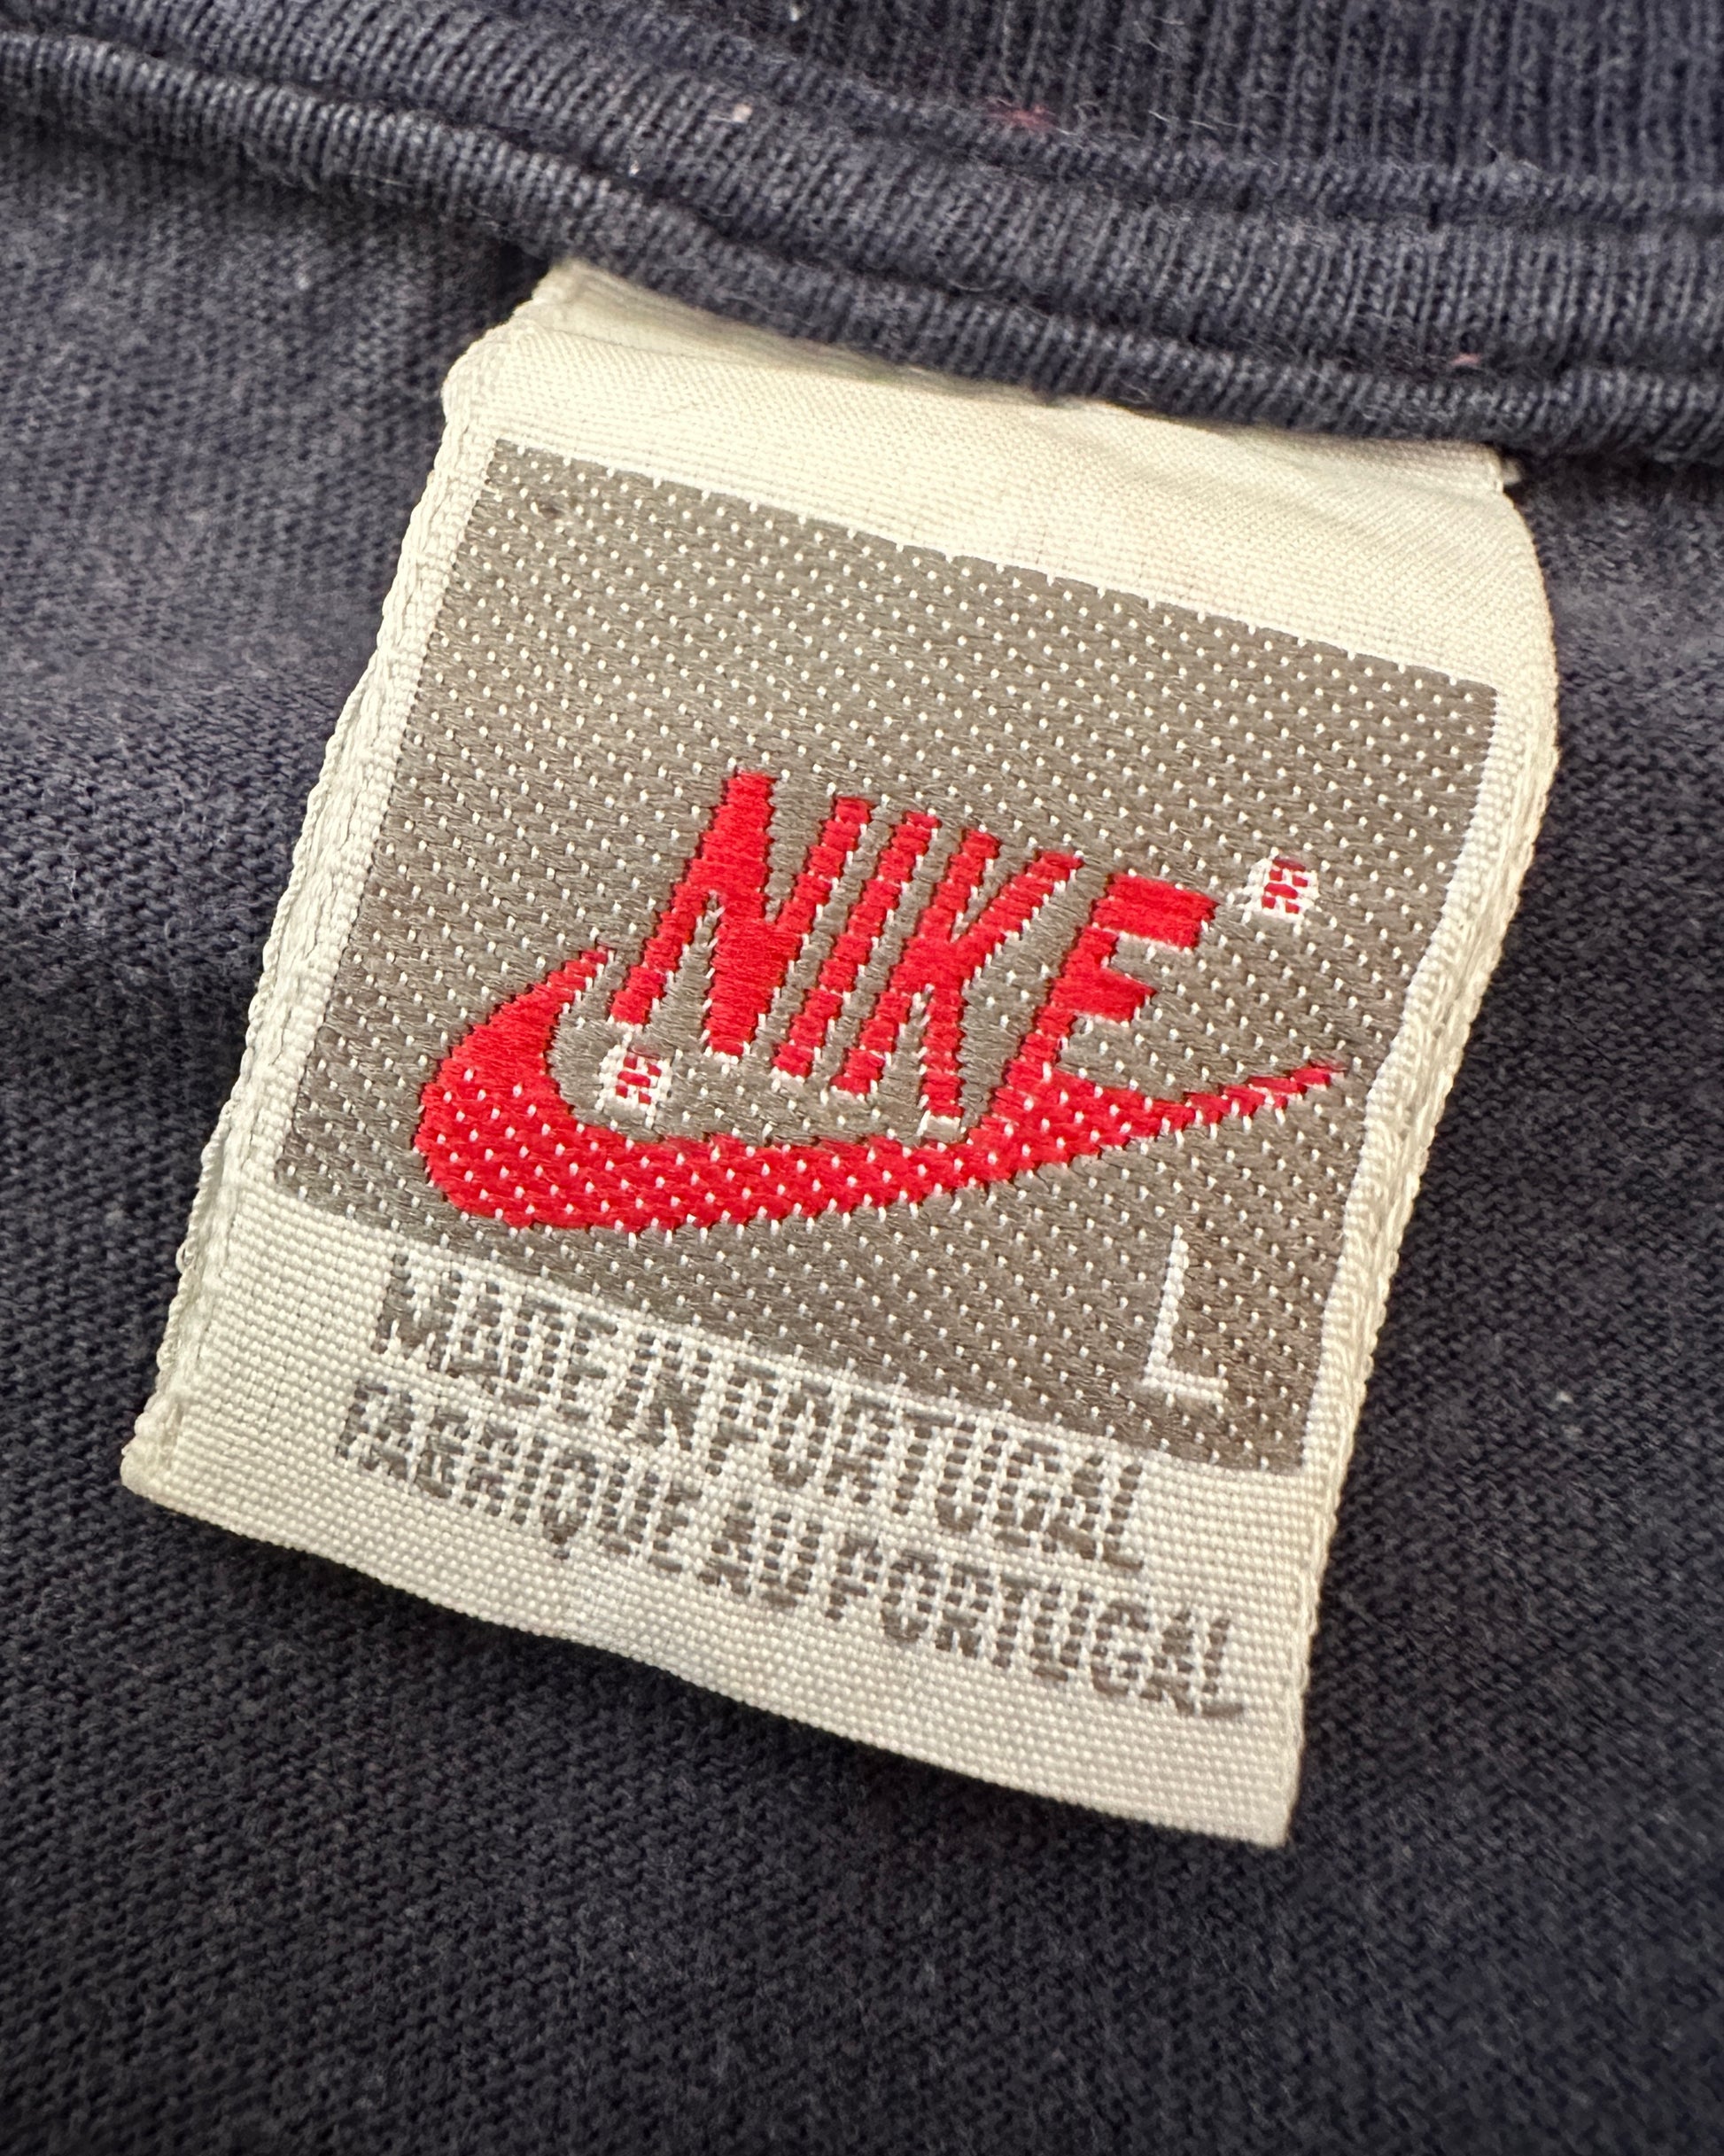 NIKE
L
MADE IN PORTUGAL
FABRIQUE AU PORTUGAL